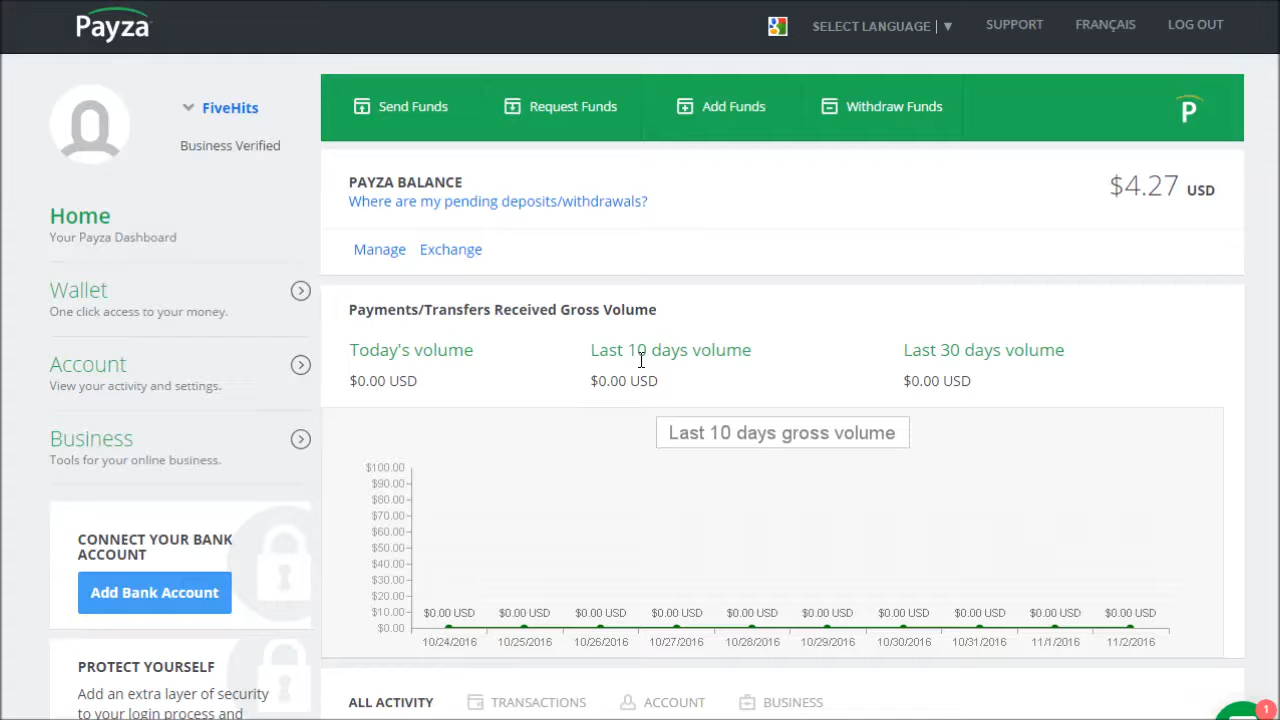 Payza
SELECT LANGUAGE | ▼
SUPPORT
FRANÇAIS
LOG OUT
FiveHits
Business Verified
Home
Your Payza Dashboard
Wallet
One click access to your money.
Account
View your activity and settings.
Business
Tools for your online business.
CONNECT YOUR BANK
ACCOUNT
Add Bank Account
PROTECT YOURSELF
Add an extra layer of security
to your login process and
Send Funds
Request Funds
Add Funds
Withdraw Funds
P
PAYZA BALANCE
Where are my pending deposits/withdrawals?
$4.27 USD
Manage
Exchange
Payments/Transfers Received Gross Volume
Today's volume
$0.00 USD
Last 10 days volume
$0.00 USD
Last 30 days volume
$0.00 USD
Last 10 days gross volume
$100.00
$90.00
$80.00
$70.00
$60.00
$50.00
$40.00
$30.00
$20.00
$10.00
$0.00
$0.00 USD $0.00 USD $0.00 USD $0.00 USD $0.00 USD $0.00 USD $0.00 USD $0.00 USD $0.00 USD $0.00 USD
10/24/2016 10/25/2016 10/26/2016 10/27/2016 10/28/2016 10/29/2016 10/30/2016 10/31/2016 11/1/2016 11/2/2016
ALL ACTIVITY
TRANSACTIONS
ACCOUNT
BUSINESS
1